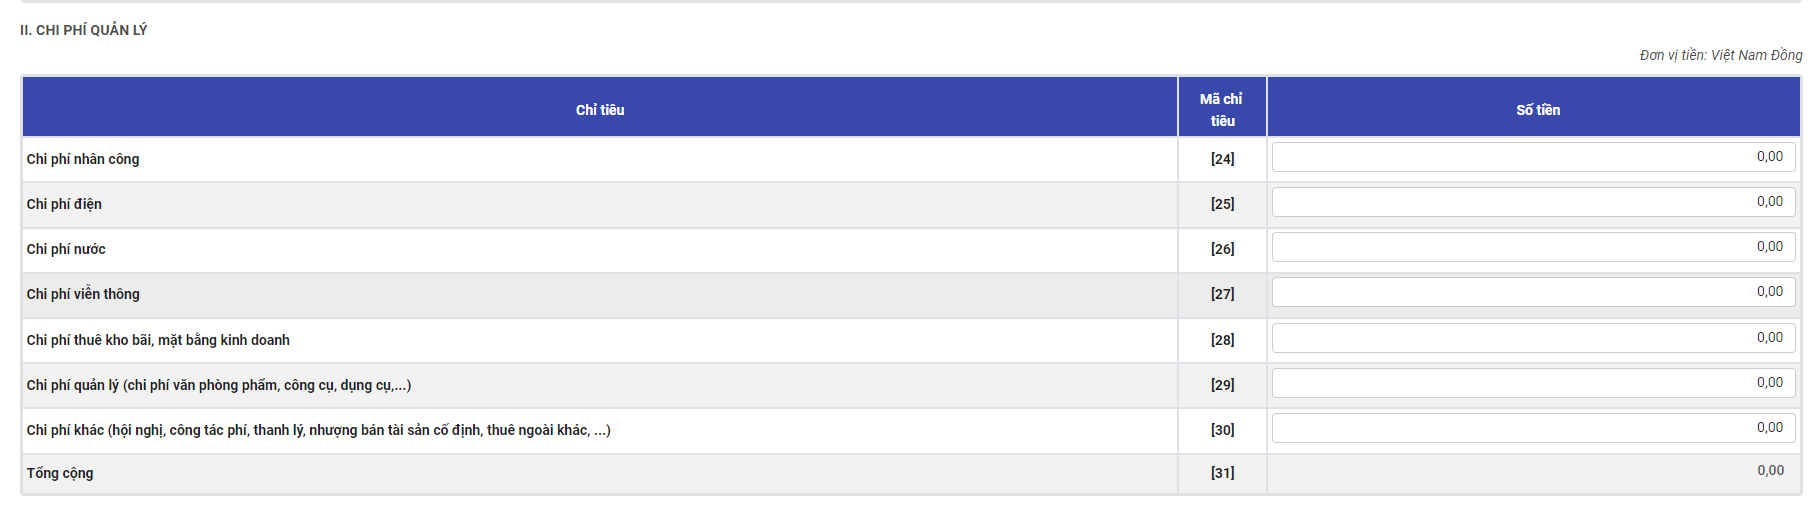 II. CHI PHÍ QUẢN LÝ
Đơn vị tiền: Việt Nam Đồng
Chỉ tiêu
Mã chỉ
tiêu
Số tiền
Chi phí nhân công [24] 0,00
Chi phí điện [25] 0,00
Chi phí nước [26] 0,00
Chi phí viễn thông [27] 0,00
Chi phí thuê kho bãi, mặt bằng kinh doanh [28] 0,00
Chi phí quản lý (chi phí văn phòng phẩm, công cụ, dụng cụ,...) [29] 0,00
Chi phí khác (hội nghị, công tác phí, thanh lý, nhượng bán tài sản cố định, thuê ngoài khác, ...) [30] 0,00
Tổng cộng [31] 0,00